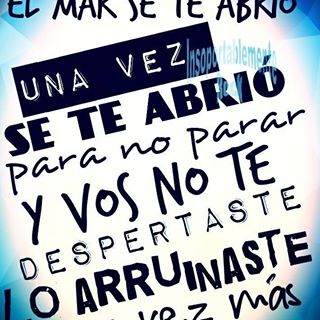 EL MAR SE TE ABRIÓ
UNA VEZ
Insoportablemente
SE TE ABRIÓ
para no parar
Y VOS NO TE
DESPERTASTE
LO ARRUINASTE
vez más